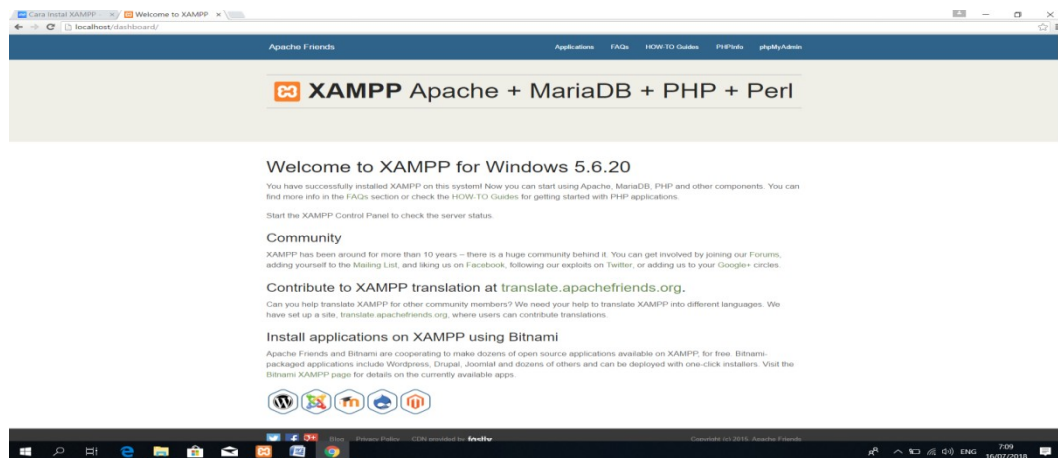 Cara Instal XAMPP
Welcome to XAMPP
localhost/dashboard/
Apache Friends
Applications FAQs HOW-TO Guides PHPInfo phpMyAdmin
XAMPP Apache + MariaDB + PHP + Perl
Welcome to XAMPP for Windows 5.6.20
You have successfully installed XAMPP on this system! Now you can start using Apache, MariaDB, PHP and other components. You can
find more info in the FAQs section or check the HOW-TO Guides for getting started with PHP applications.
Start the XAMPP Control Panel to check the server status.
Community
XAMPP has been around for more than 10 years – there is a huge community behind it. You can get involved by joining our Forums,
adding yourself to the Mailing List, and liking us on Facebook, following our exploits on Twitter, or adding us to your Google+ circles.
Contribute to XAMPP translation at translate.apachefriends.org.
Can you help translate XAMPP for other community members? We need your help to translate XAMPP into different languages. We
have set up a site, translate.apachefriends.org, where users can contribute translations.
Install applications on XAMPP using Bitnami
Apache Friends and Bitnami are cooperating to make dozens of open source applications available on XAMPP, for free. Bitnami-
packaged applications include Wordpress, Drupal, Joomla! and dozens of others and can be deployed with one-click installers. Visit the
Bitnami XAMPP page for details on the currently available apps.
Blog Privacy Policy CDN provided by fastly
Copyright (c) 2015, Apache Friends
ENG
7:09
16/07/2018